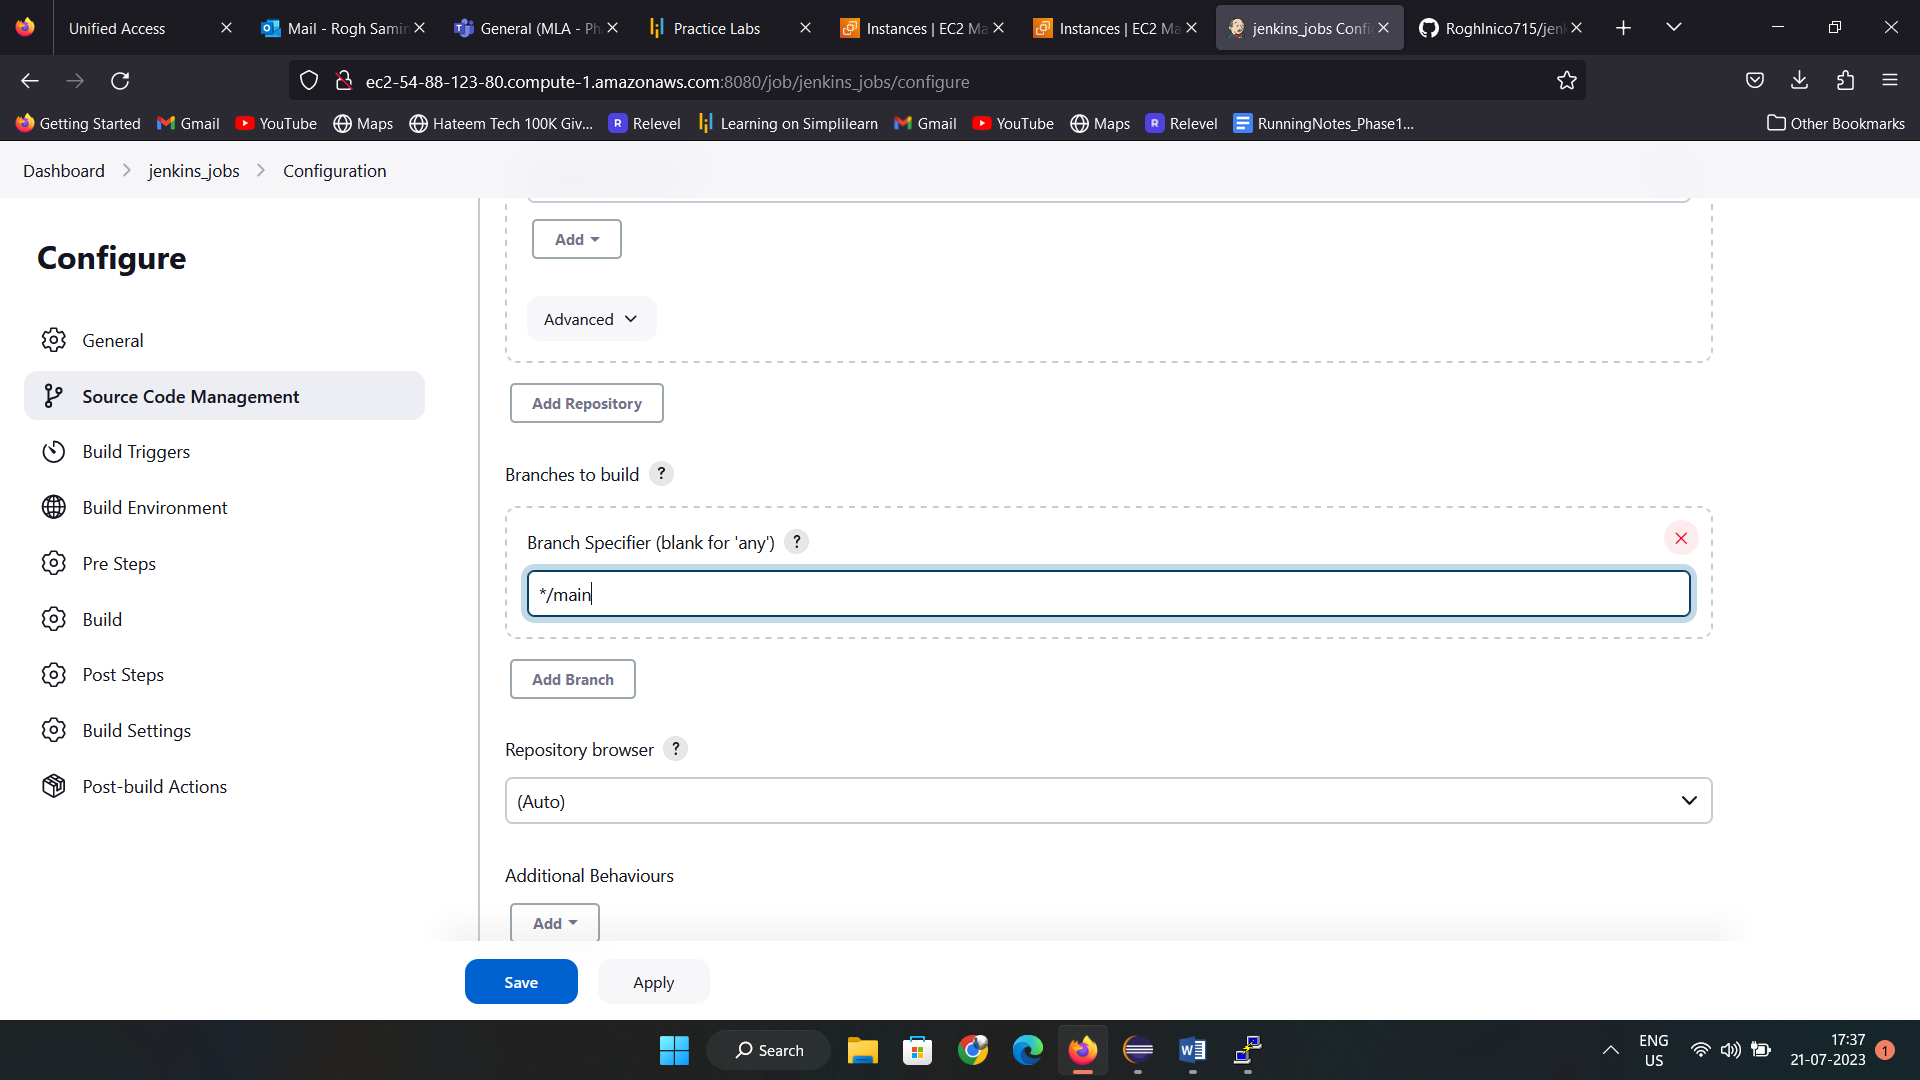 Unified Access
Mail - Rogh Samin
General (MLA - Ph
Practice Labs
Instances | EC2 Ma
Instances | EC2 Ma
jenkins_jobs Confi
RoghInico715/jen
ec2-54-88-123-80.compute-1.amazonaws.com:8080/job/jenkins_jobs/configure
Getting Started
Gmail
YouTube
Maps
Hateem Tech 100K Giv...
Relevel
Learning on Simplilearn
Gmail
YouTube
Maps
Relevel
RunningNotes_Phase1...
Other Bookmarks
Dashboard
jenkins_jobs
Configuration
Configure
General
Source Code Management
Build Triggers
Build Environment
Pre Steps
Build
Post Steps
Build Settings
Post-build Actions
Add
Advanced
Add Repository
Branches to build ?
Branch Specifier (blank for 'any') ?
*/main
Add Branch
Repository browser ?
(Auto)
Additional Behaviours
Add
Save
Apply
Search
ENG
US
17:37
21-07-2023
1